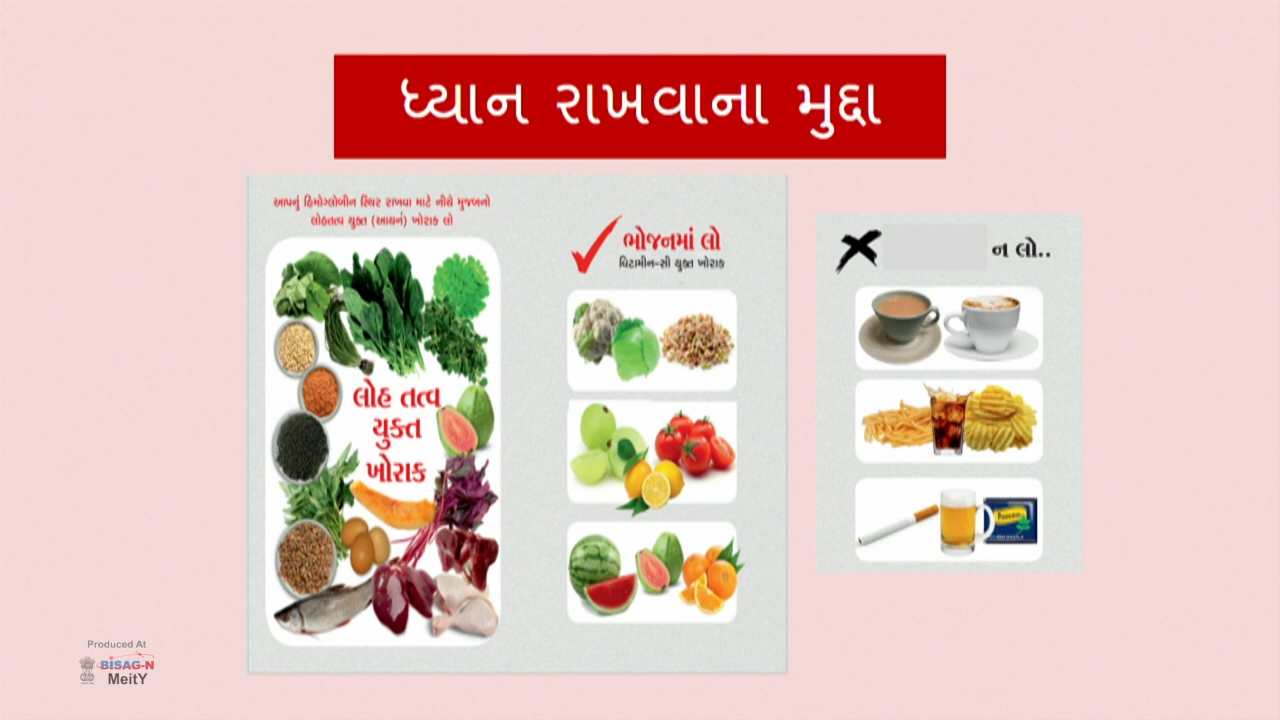 ધ્યાન રાખવાના મુદ્દા
આપનું હિમોગ્લોબીન સ્થિર રાખવા માટે નીચે મુજબનો
લોહતત્વ યુક્ત (આયર્ન) ખોરાક લો
લોહ તત્વ
યુક્ત
ખોરાક
ભોજનમાં લો
વિટામીન-સી યુક્ત ખોરાક
ન લો..
Produced At
BISAG-N
MeitY